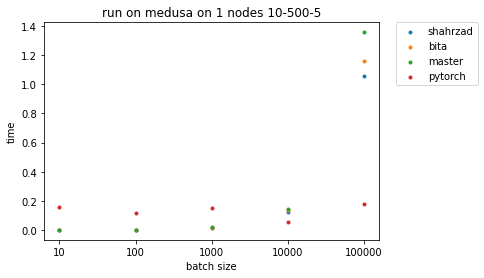 run on medusa on 1 nodes 10-500-5
1.4
1.2
1.0
0.8
0.6
0.4
0.2
0.0
time
10 100 1000 10000 100000
batch size
shahrzad
bita
master
pytorch